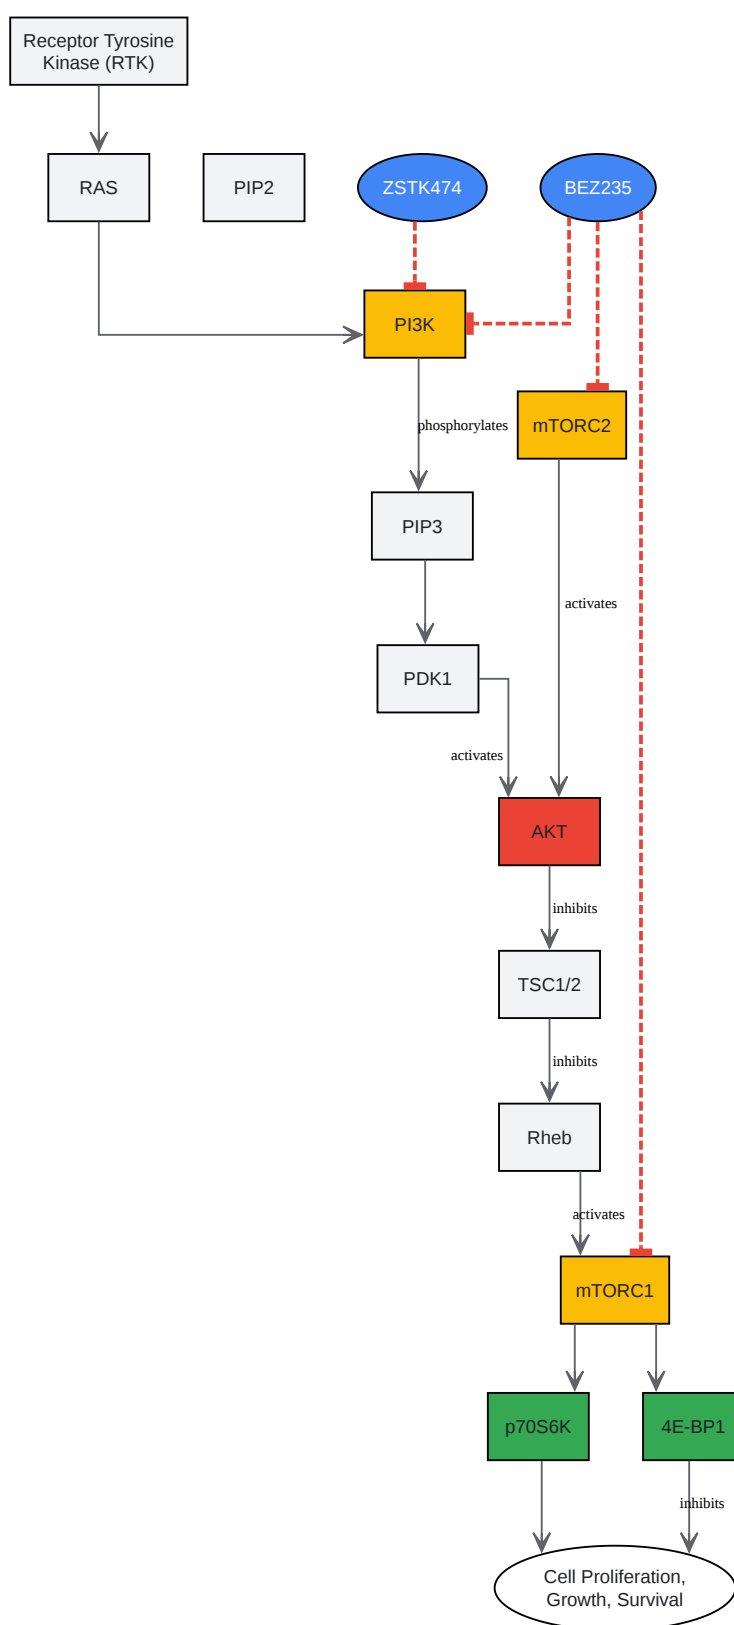 Receptor Tyrosine
Kinase (RTK)
RAS
PIP2
ZSTK474
BEZ235
PI3K
phosphorylates
mTORC2
PIP3
activates
PDK1
activates
AKT
inhibits
TSC1/2
inhibits
Rheb
activates
mTORC1
p70S6K
4E-BP1
inhibits
Cell Proliferation,
Growth, Survival